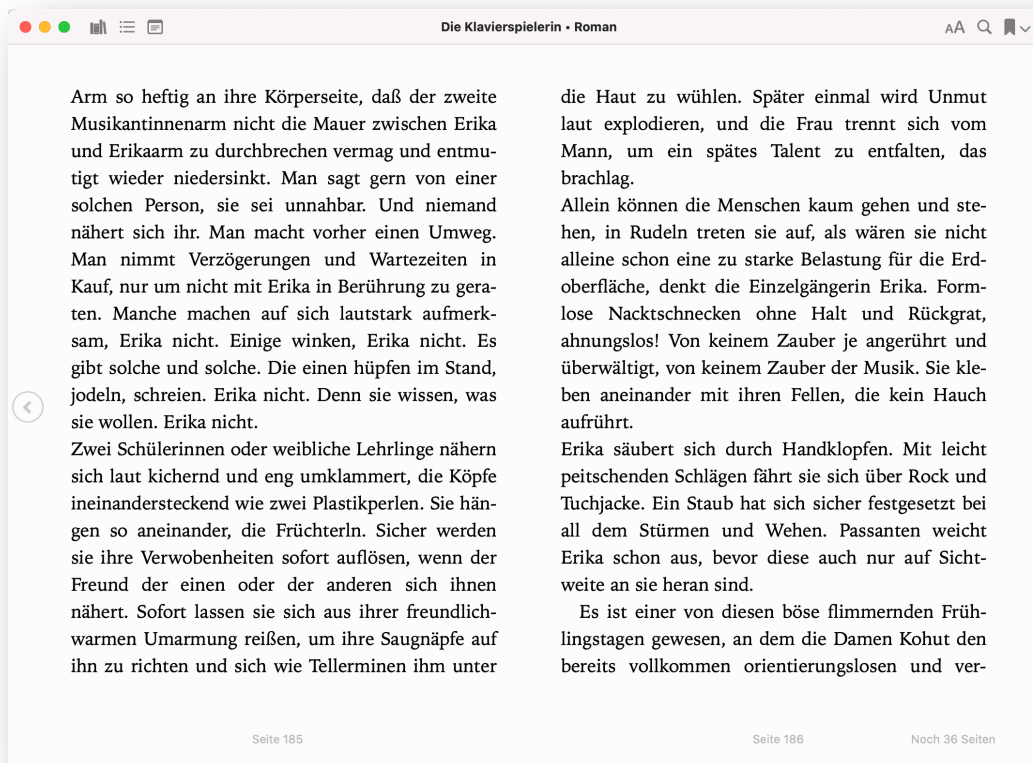 Die Klavierspielerin • Roman
AA
Arm so heftig an ihre Körperseite, daß der zweite
Musikantinnenarm nicht die Mauer zwischen Erika
und Erikaarm zu durchbrechen vermag und entmu-
tigt wieder niedersinkt. Man sagt gern von einer
solchen Person, sie sei unnahbar. Und niemand
nähert sich ihr. Man macht vorher einen Umweg.
Man nimmt Verzögerungen und Wartezeiten in
Kauf, nur um nicht mit Erika in Berührung zu gera-
ten. Manche machen auf sich lautstark aufmerk-
sam, Erika nicht. Einige winken, Erika nicht. Es
gibt solche und solche. Die einen hüpfen im Stand,
jodeln, schreien. Erika nicht. Denn sie wissen, was
sie wollen. Erika nicht.
Zwei Schülerinnen oder weibliche Lehrlinge nähern
sich laut kichernd und eng umklammert, die Köpfe
ineinandersteckend wie zwei Plastikperlen. Sie hän-
gen so aneinander, die Früchterln. Sicher werden
sie ihre Verwobenheiten sofort auflösen, wenn der
Freund der einen oder der anderen sich ihnen
nähert. Sofort lassen sie sich aus ihrer freundlich-
warmen Umarmung reißen, um ihre Saugnäpfe auf
ihn zu richten und sich wie Tellerminen ihm unter
die Haut zu wühlen. Später einmal wird Unmut
laut explodieren, und die Frau trennt sich vom
Mann, um ein spätes Talent zu entfalten, das
brachlag.
Allein können die Menschen kaum gehen und ste-
hen, in Rudeln treten sie auf, als wären sie nicht
alleine schon eine zu starke Belastung für die Erd-
oberfläche, denkt die Einzelgängerin Erika. Form-
lose Nacktschnecken ohne Halt und Rückgrat,
ahnungslos! Von keinem Zauber je angerührt und
überwältigt, von keinem Zauber der Musik. Sie kle-
ben aneinander mit ihren Fellen, die kein Hauch
aufrührt.
Erika säubert sich durch Handklopfen. Mit leicht
peitschenden Schlägen fährt sie sich über Rock und
Tuchjacke. Ein Staub hat sich sicher festgesetzt bei
all dem Stürmen und Wehen. Passanten weicht
Erika schon aus, bevor diese auch nur auf Sicht-
weite an sie heran sind.
Es ist einer von diesen böse flimmernden Früh-
lingstagen gewesen, an dem die Damen Kohut den
bereits vollkommen orientierungslosen und ver-
Seite 185
Seite 186
Noch 36 Seiten